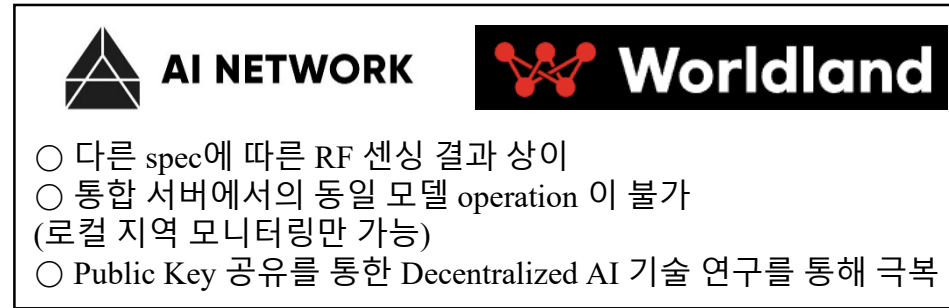 AI NETWORK
Worldland
○ 다른 spec에 따른 RF 센싱 결과 상이
○ 통합 서버에서의 동일 모델 operation 이 불가
(로컬 지역 모니터링만 가능)
○ Public Key 공유를 통한 Decentralized AI 기술 연구를 통해 극복